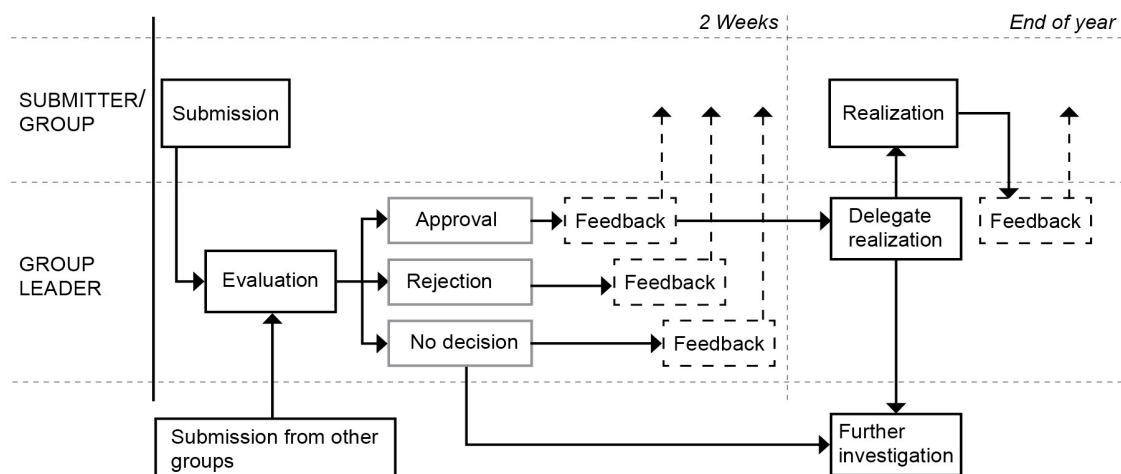 2 Weeks
End of year
SUBMITTER/
GROUP
Submission
Realization
GROUP
LEADER
Evaluation
Approval
Feedback
Delegate
realization
Feedback
Rejection
Feedback
No decision
Feedback
Submission from other
groups
Further
investigation